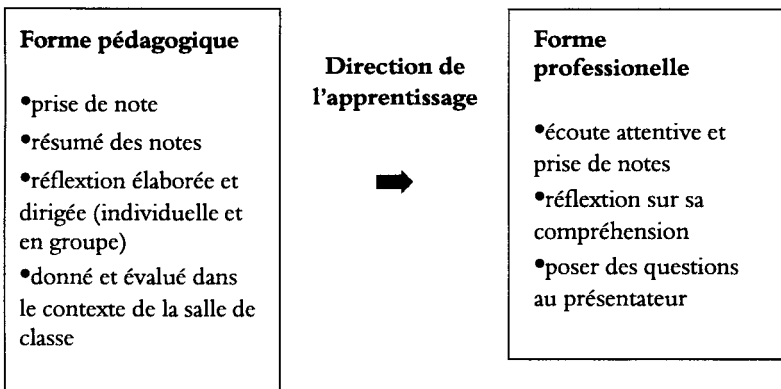 Forme pédagogique
•prise de note
•résumé des notes
•réflextion élaborée et
dirigée (individuelle et
en groupe)
•donné et évalué dans
le contexte de la salle de
classe
Direction de
l'apprentissage
Forme
professionelle
•écoute attentive et
prise de notes
•réflextion sur sa
compréhension
•poser des questions
au présentateur